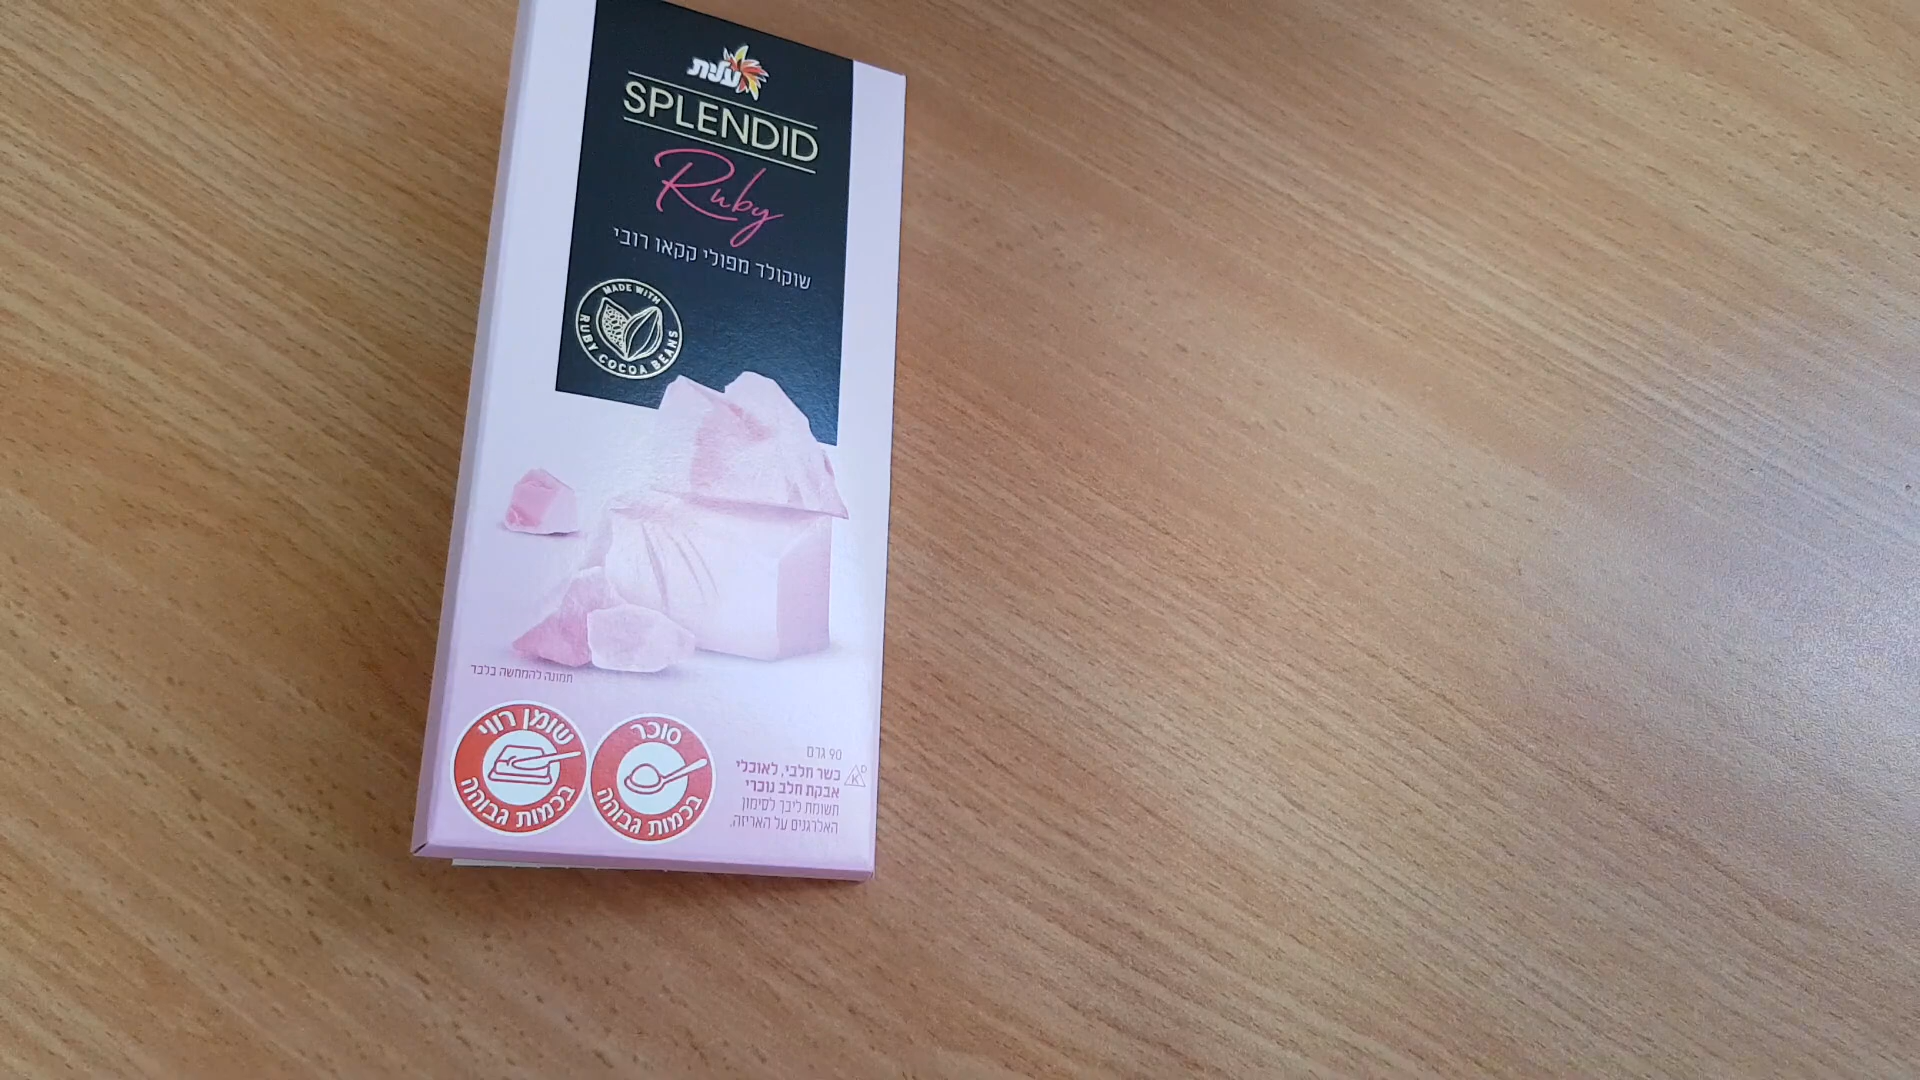 עלית
SPLENDID
Ruby
שוקולד מפולי קקאו רובי
MADE WITH
RUBY COCOA BEANS
תמונה להמחשה בלבד
שומן רווי
בכמות גבוהה
סוכר
בכמות גבוהה
90 גרם
כשר חלבי, לאוכלי
אבקת חלב נוכרי
תשומת ליבך לסימון
האלרגנים על האריזה.
K
D